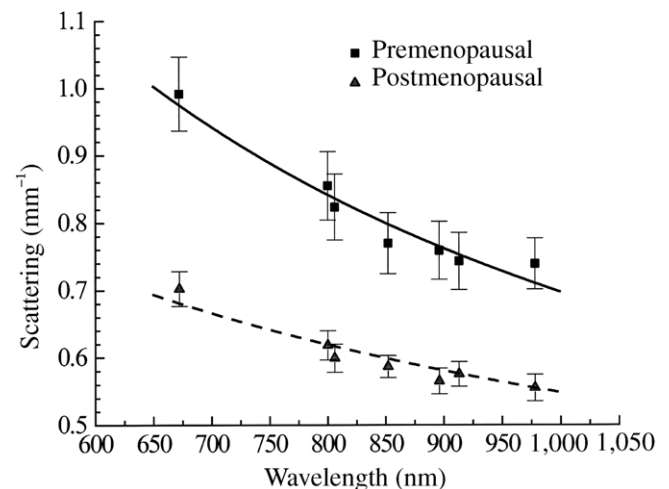 1.1
1.0
0.9
0.8
0.7
0.6
0.5
Scattering (mm⁻¹)
Premenopausal
Postmenopausal
600 650 700 750 800 850 900 950 1,000 1,050
Wavelength (nm)